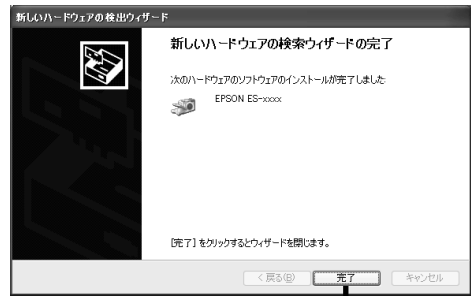 新しいハードウェアの検出ウィザード
新しいハードウェアの検索ウィザードの完了
次のハードウェアのソフトウェアのインストールが完了しました
EPSON ES-xxxx
[完了] をクリックするとウィザードを閉じます。
< 戻る(B)
完了
キャンセル